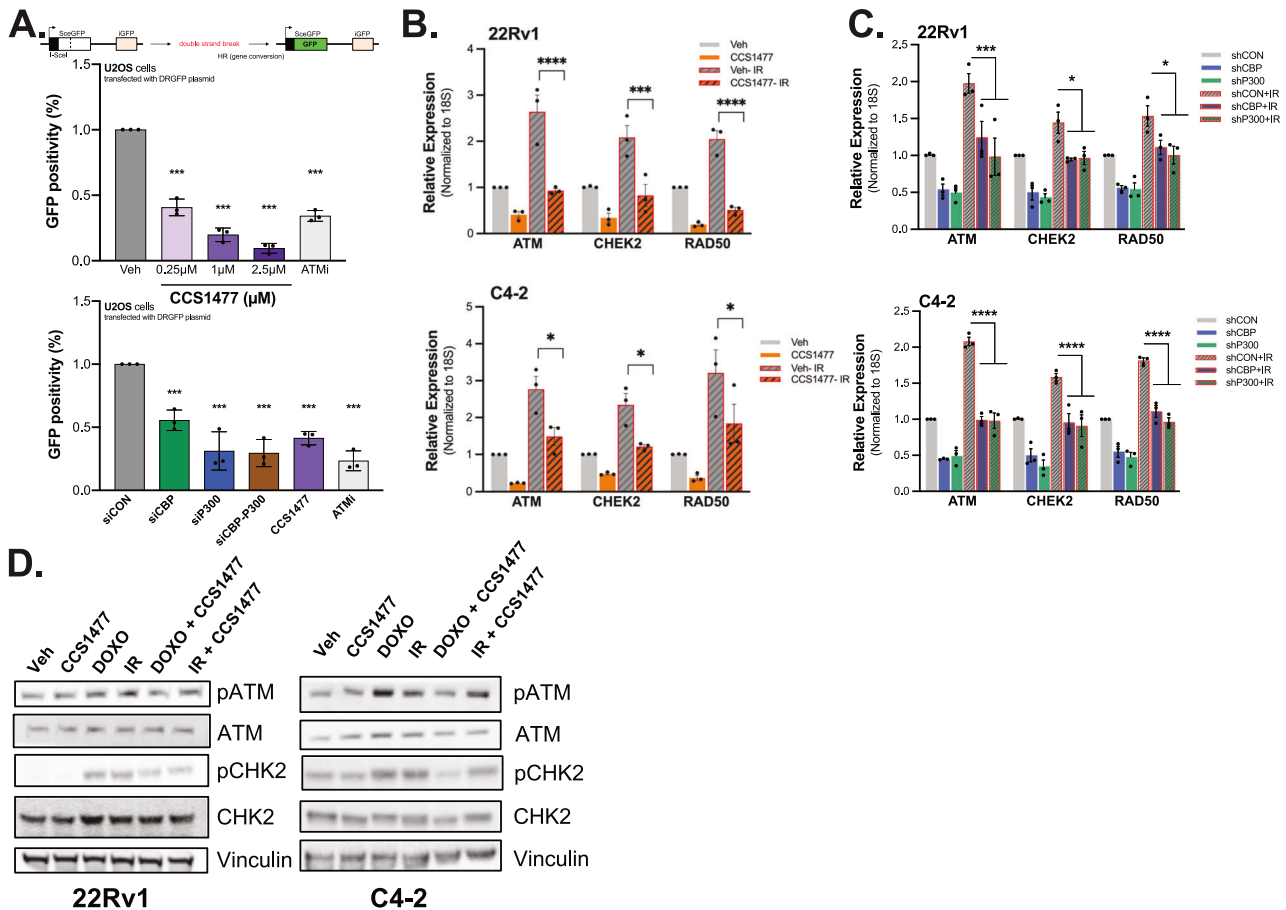 A.
SceGFP
iGFP
I-SceI
double strand break
HR (gene conversion)
SceGFP
GFP
iGFP
U2OS cells
transfected with DRGFP plasmid
GFP positivity (%)
1.5
1.0
0.5
0.0
***
***
***
***
Veh
0.25μM
1μM
2.5μM
ATMi
CCS1477 (μM)
U2OS cells
transfected with DRGFP plasmid
GFP positivity (%)
1.5
1.0
0.5
0.0
***
***
***
***
***
siCON
siCBP
siP300
siCBP-P300
CCS1477
ATMi
B.
22Rv1
Relative Expression
(Normalized to 18S)
4
3
2
1
0
****
***
****
ATM
CHEK2
RAD50
Veh
CCS1477
Veh- IR
CCS1477- IR
C4-2
Relative Expression
(Normalized to 18S)
5
4
3
2
1
0
*
*
*
ATM
CHEK2
RAD50
Veh
CCS1477
Veh- IR
CCS1477- IR
C.
22Rv1
Relative Expression
(Normalized to 18S)
2.5
2.0
1.5
1.0
0.5
0.0
***
*
*
ATM
CHEK2
RAD50
shCON
shCBP
shP300
shCON+IR
shCBP+IR
shP300+IR
C4-2
Relative Expression
(Normalized to 18S)
2.5
2.0
1.5
1.0
0.5
0.0
****
****
****
ATM
CHEK2
RAD50
shCON
shCBP
shP300
shCON+IR
shCBP+IR
shP300+IR
D.
Veh
CCS1477
DOXO
IR
DOXO + CCS1477
IR + CCS1477
pATM
ATM
pCHK2
CHK2
Vinculin
22Rv1
Veh
CCS1477
DOXO
IR
DOXO + CCS1477
IR + CCS1477
pATM
ATM
pCHK2
CHK2
Vinculin
C4-2